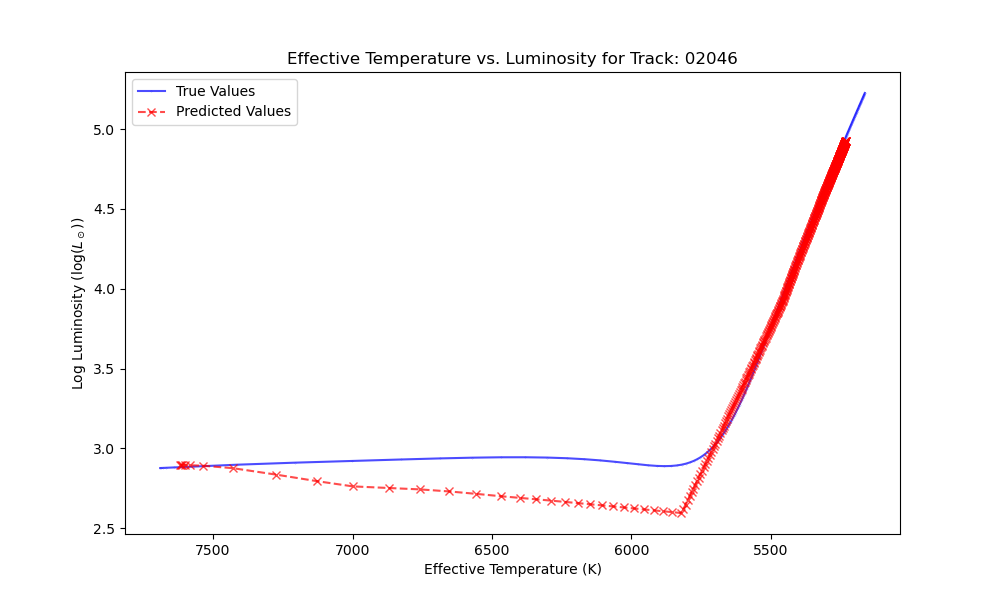 Effective Temperature vs. Luminosity for Track: 02046
True Values
Predicted Values
Log Luminosity (log(L⊙))
5.0
4.5
4.0
3.5
3.0
2.5
7500 7000 6500 6000 5500
Effective Temperature (K)